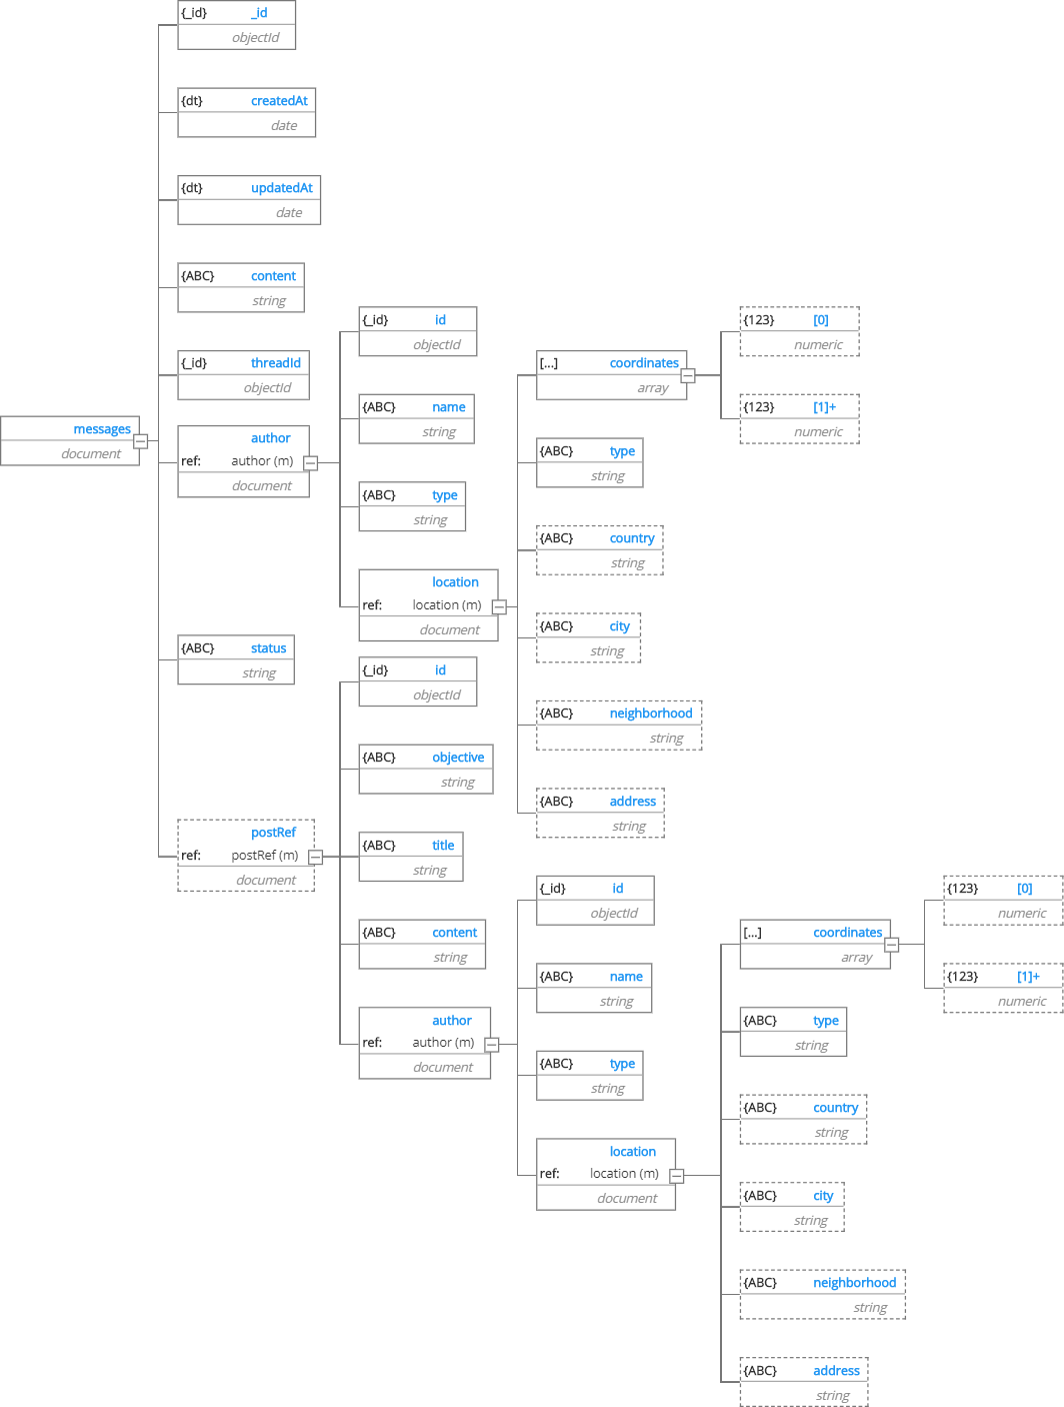 {_id} _id
objectId
{dt} createdAt
date
{dt} updatedAt
date
{ABC} content
string
{_id} threadId
objectId
messages
document
author
ref: author (m)
document
{_id} id
objectId
{ABC} name
string
{ABC} type
string
location
ref: location (m)
document
[...] coordinates
array
{123} [0]
numeric
{123} [1]+
numeric
{ABC} type
string
{ABC} country
string
{ABC} city
string
{ABC} neighborhood
string
{ABC} address
string
{ABC} status
string
postRef
ref: postRef (m)
document
{_id} id
objectId
{ABC} objective
string
{ABC} title
string
{ABC} content
string
author
ref: author (m)
document
{_id} id
objectId
{ABC} name
string
{ABC} type
string
location
ref: location (m)
document
[...] coordinates
array
{123} [0]
numeric
{123} [1]+
numeric
{ABC} type
string
{ABC} country
string
{ABC} city
string
{ABC} neighborhood
string
{ABC} address
string